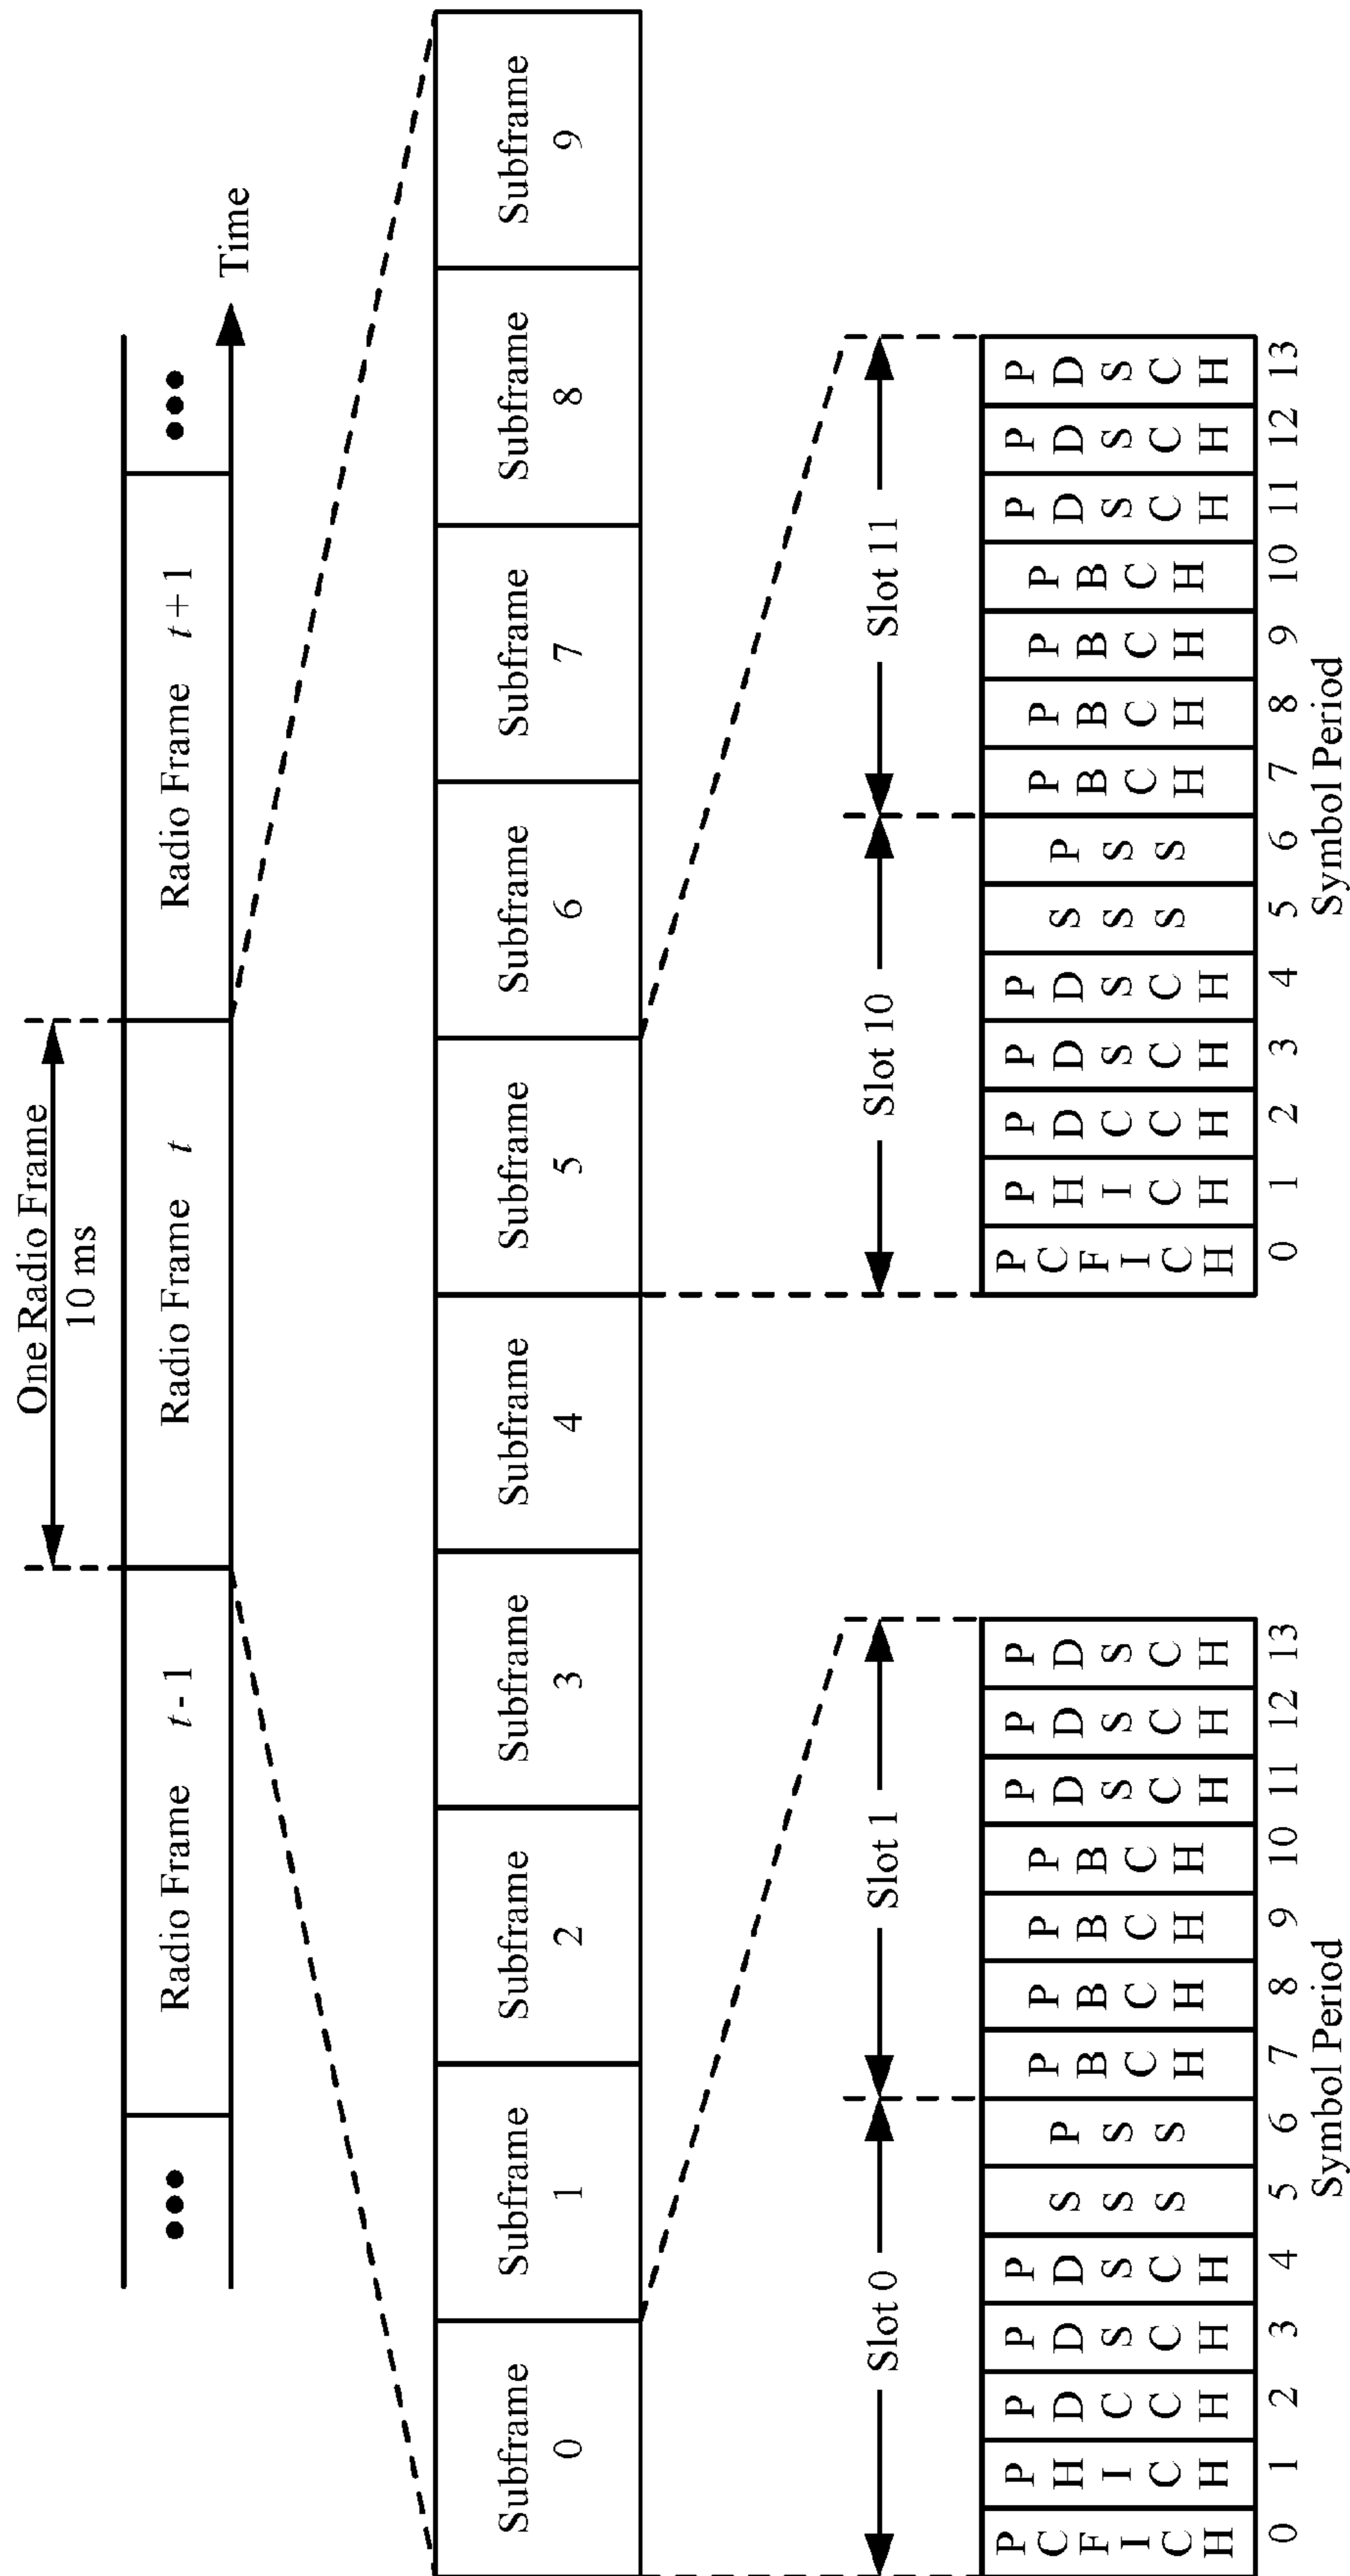 One Radio Frame
10 ms
••• Radio Frame t - 1 Radio Frame t Radio Frame t + 1 •••
Time
Subframe 0 Subframe 1 Subframe 2 Subframe 3 Subframe 4 Subframe 5 Subframe 6 Subframe 7 Subframe 8 Subframe 9
Slot 0 Slot 1
PCFICH PHICH PDCCH PDSCH PDSCH SSS PSS PBCH PBCH PBCH PBCH PDSCH PDSCH PDSCH
0 1 2 3 4 5 6 7 8 9 10 11 12 13
Symbol Period
Slot 10 Slot 11
PCFICH PHICH PDCCH PDSCH PDSCH SSS PSS PBCH PBCH PBCH PBCH PDSCH PDSCH PDSCH
0 1 2 3 4 5 6 7 8 9 10 11 12 13
Symbol Period